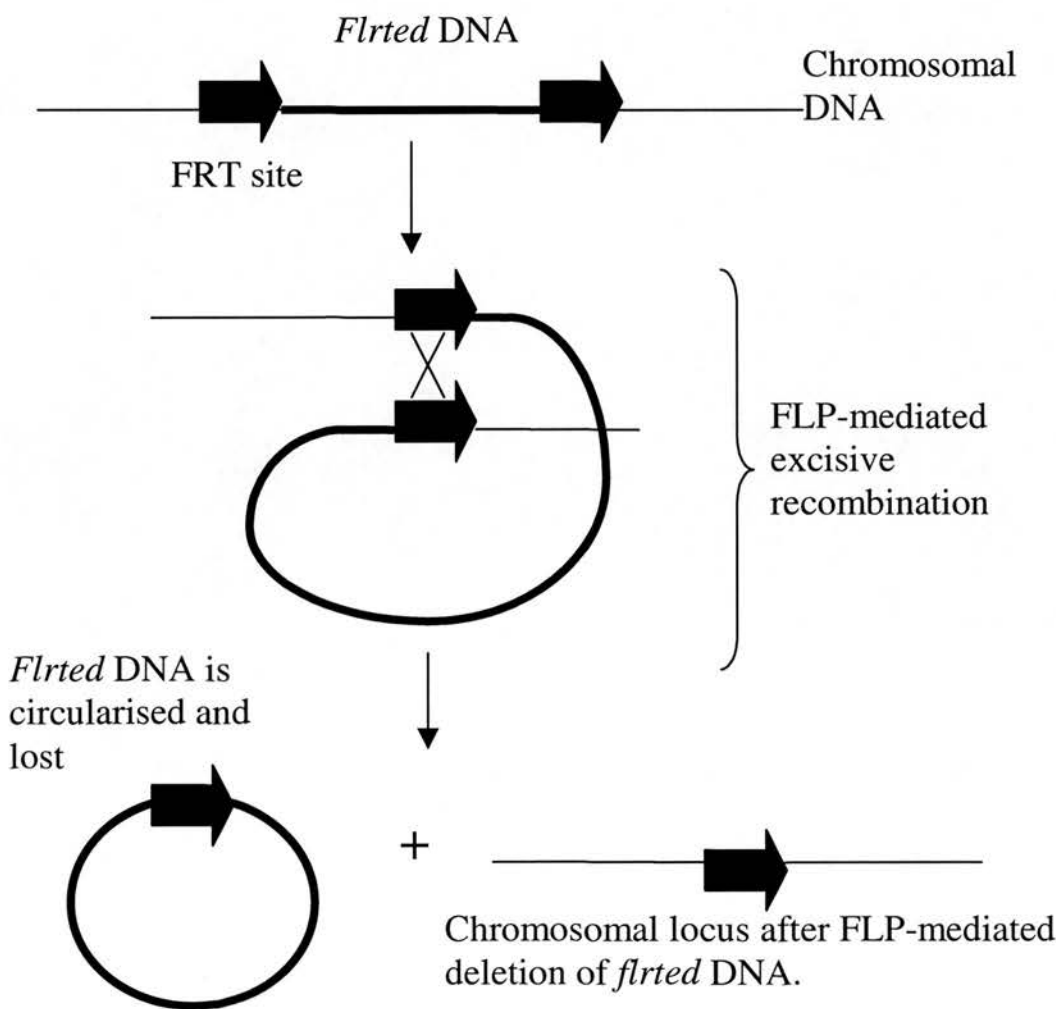 Flrted DNA
Chromosomal
DNA
FRT site
FLP-mediated
excisive
recombination
Flrted DNA is
circularised and
lost
+
Chromosomal locus after FLP-mediated
deletion of flrted DNA.